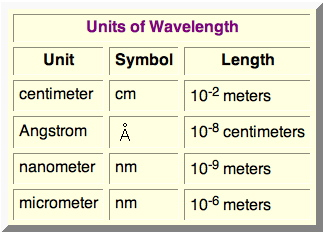 Units of Wavelength
Unit Symbol Length
centimeter cm 10-2 meters
Angstrom Å 10-8 centimeters
nanometer nm 10-9 meters
micrometer nm 10-6 meters